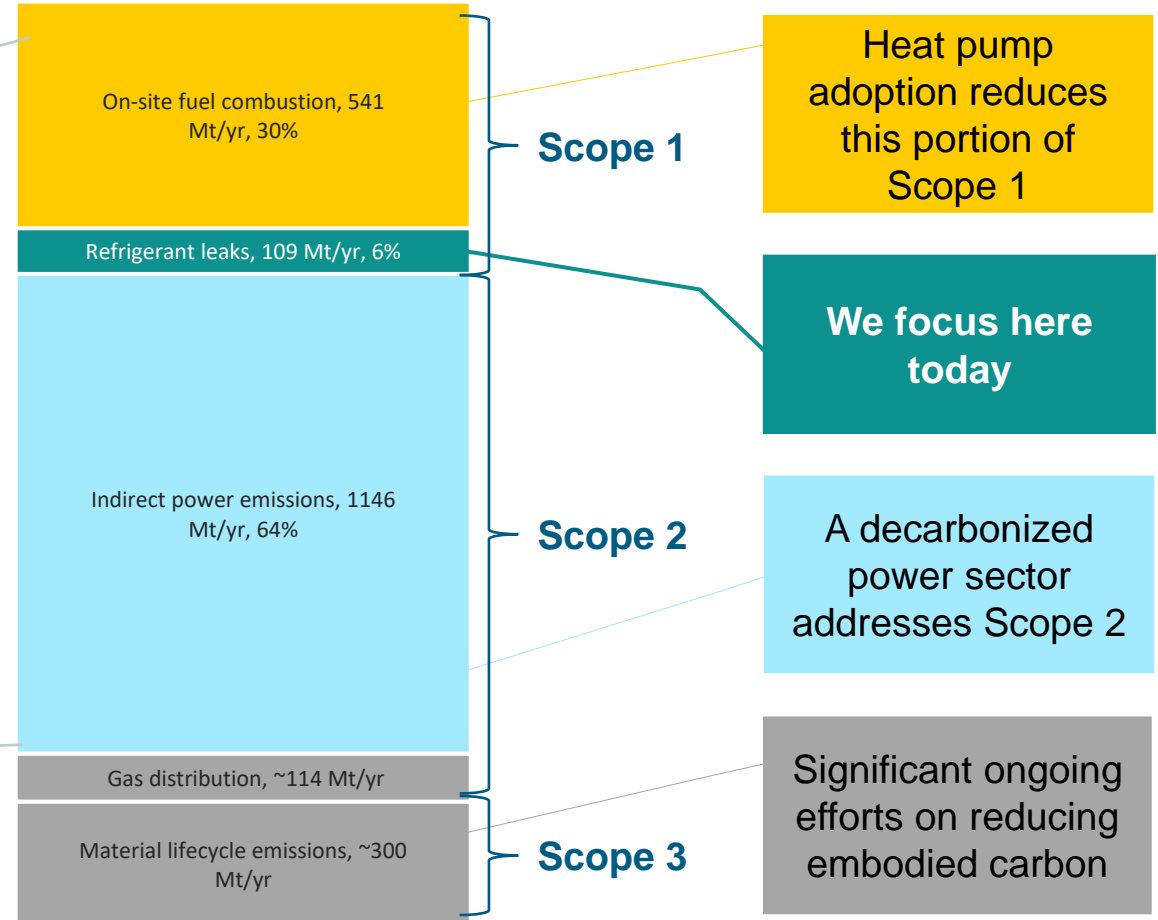 On-site fuel combustion, 541
Mt/yr, 30%
Scope 1
Heat pump
adoption reduces
this portion of
Scope 1
Refrigerant leaks, 109 Mt/yr, 6%
We focus here
today
Indirect power emissions, 1146
Mt/yr, 64%
Scope 2
A decarbonized
power sector
addresses Scope 2
Gas distribution, ~114 Mt/yr
Material lifecycle emissions, ~300
Mt/yr
Scope 3
Significant ongoing
efforts on reducing
embodied carbon